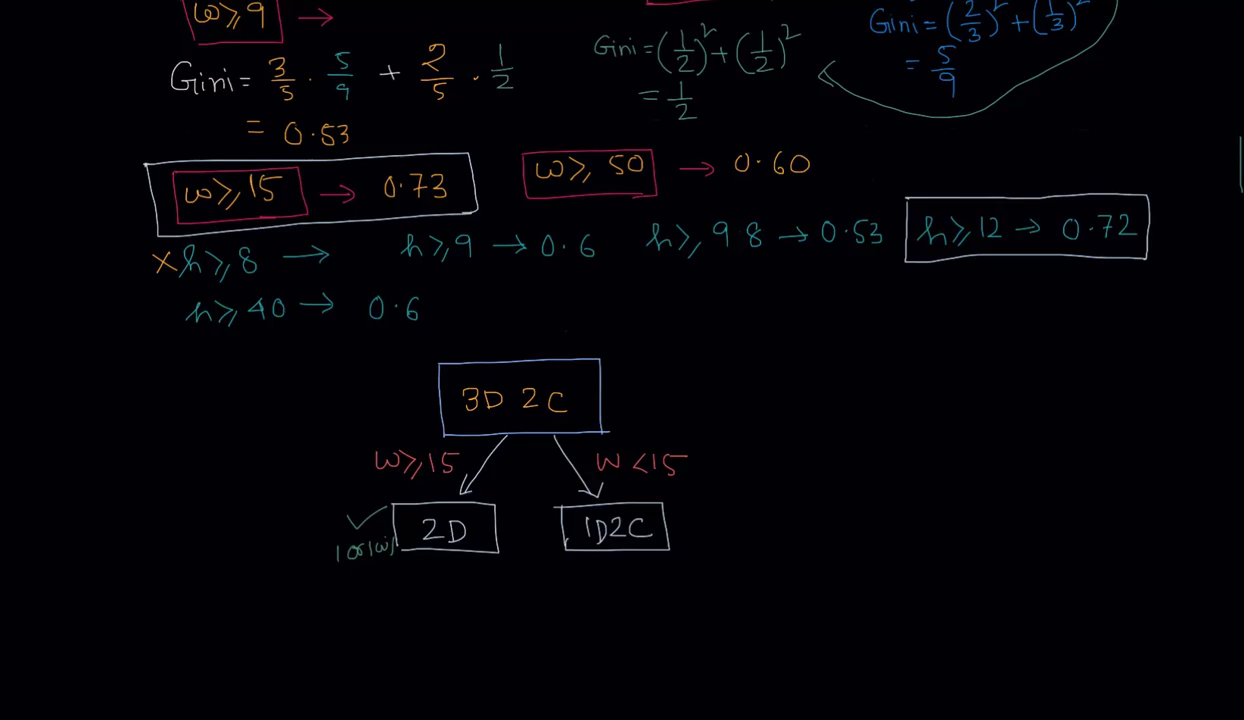 w≥9 →
Gini = 3/5 · 5/9 + 2/5 · 1/2
= 0.53
Gini = (1/2)² + (1/2)²
= 1/2
Gini = (2/3)² + (1/3)²
= 5/9
w≥15 → 0.73
w≥50 → 0.60
×h≥8 → h≥9 → 0.6 h≥9 8 → 0.53 h≥12 → 0.72
h≥40 → 0.6
3D 2C
w≥15 w<15
2D 1D2C